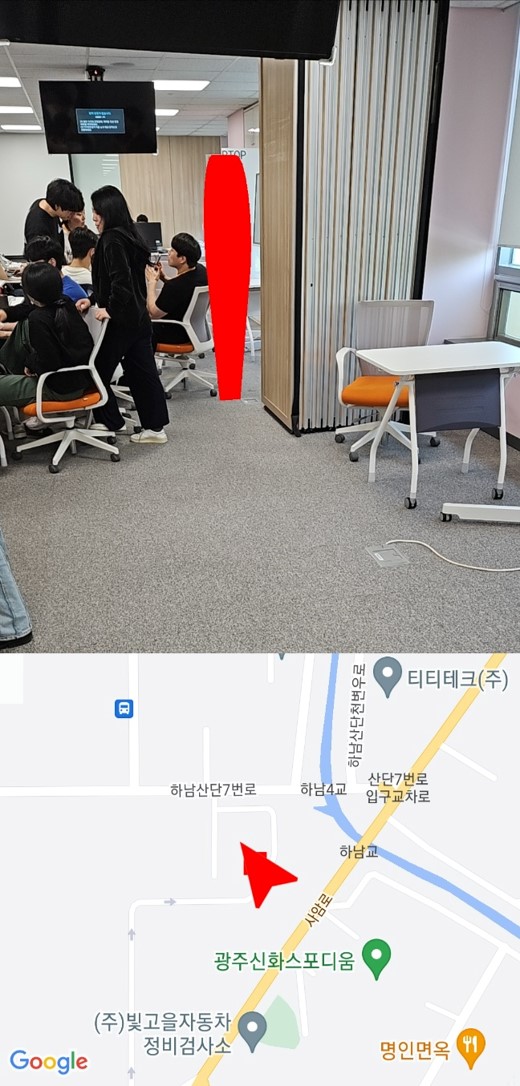 RTOP
티티테크(주)
하남산단천변우로
하남산단7번로
하남4교
산단7번로
입구교차로
하남교
사암로
광주신화스포디움
(주)빛고을자동차
정비검사소
명인면옥
Google